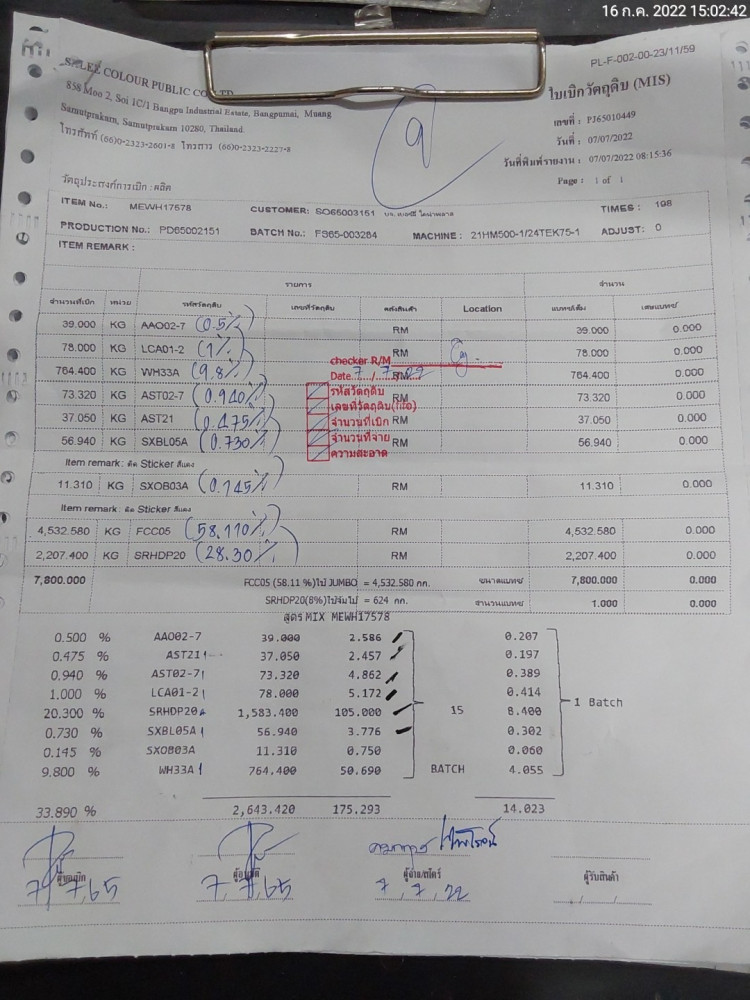 16 ก.ค. 2022 15:02:42
PL-F-002-00-23/11/59
SALEE COLOUR PUBLIC CO LTD
858 Moo 2, Soi 1C/1 Bangpu Industrial Estate, Bangpumai, Muang
Samutprakarn, Samutprakarn 10280, Thailand.
โทรศัพท์ (66)0-2323-2601-8 โทรสาร (66)0-2323-2227-8
ใบเบิกวัตถุดิบ (MIS)
เลขที่ : PJ65010449
วันที่ : 07/07/2022
วันที่พิมพ์รายงาน : 07/07/2022 08:15:36
Page : 1 of 1
วัตถุประสงค์การเบิก : ผลิต
ITEM No.: MEWH17578 CUSTOMER: SO65003151 TIMES : 198
PRODUCTION No.: PD65002151 BATCH No.: FS65-003264 MACHINE : 21HM500-1/24TEK75-1 ADJUST: 0
ITEM REMARK :
รายการ จำนวน
จำนวนที่เบิก หน่วย รหัสวัตถุดิบ เลขที่วัตถุดิบ คลังสินค้า Location แบทช์เต็ม เศษแบทช์
39.000 KG AAO02-7 (0.5%) RM 39.000 0.000
78.000 KG LCA01-2 (1%) RM 78.000 0.000
764.400 KG WH33A (9.8%) RM 764.400 0.000
73.320 KG AST02-7 (0.940%) RM 73.320 0.000
37.050 KG AST21 (0.475%) RM 37.050 0.000
56.940 KG SXBL05A (0.730%) RM 56.940 0.000
checker R/M
Date 7 / 7 / 22
รหัสวัตถุดิบ
เลขที่วัตถุดิบ(fifo)
จำนวนที่เบิก
จำนวนที่จ่าย
ความสะอาด
Item remark : ติด Sticker สีแดง
11.310 KG SXOB03A (0.145%) RM 11.310 0.000
Item remark : ติด Sticker สีแดง
4,532.580 KG FCC05 (58.110%) RM 4,532.580 0.000
2,207.400 KG SRHDP20 (28.30%) RM 2,207.400 0.000
7,800.000 FCC05 (58.11 %)ไป JUMBO = 4,532.580 กก. ขนาดแบทช์ 7,800.000 0.000
SRHDP20(8%)ไปจัมโบ้ = 624 กก. จำนวนแบทช์ 1.000 0.000
สูตร MIX MEWH17578
0.500 % AAO02-7 39.000 2.586 0.207
0.475 % AST21 37.050 2.457 0.197
0.940 % AST02-7 73.320 4.862 0.389
1.000 % LCA01-2 78.000 5.172 0.414
20.300 % SRHDP20 1,583.400 105.000 15 8.400 1 Batch
0.730 % SXBL05A 56.940 3.776 0.302
0.145 % SXOB03A 11.310 0.750 0.060
9.800 % WH33A 764.400 50.690 BATCH 4.055
33.890 % 2,643.420 175.293 14.023
ผู้ขอเบิก ผู้อนุมัติ ผู้จ่าย/สโตร์ ผู้รับสินค้า
7 / 7 / 65 7 / 7 / 65 7 / 7 / 22